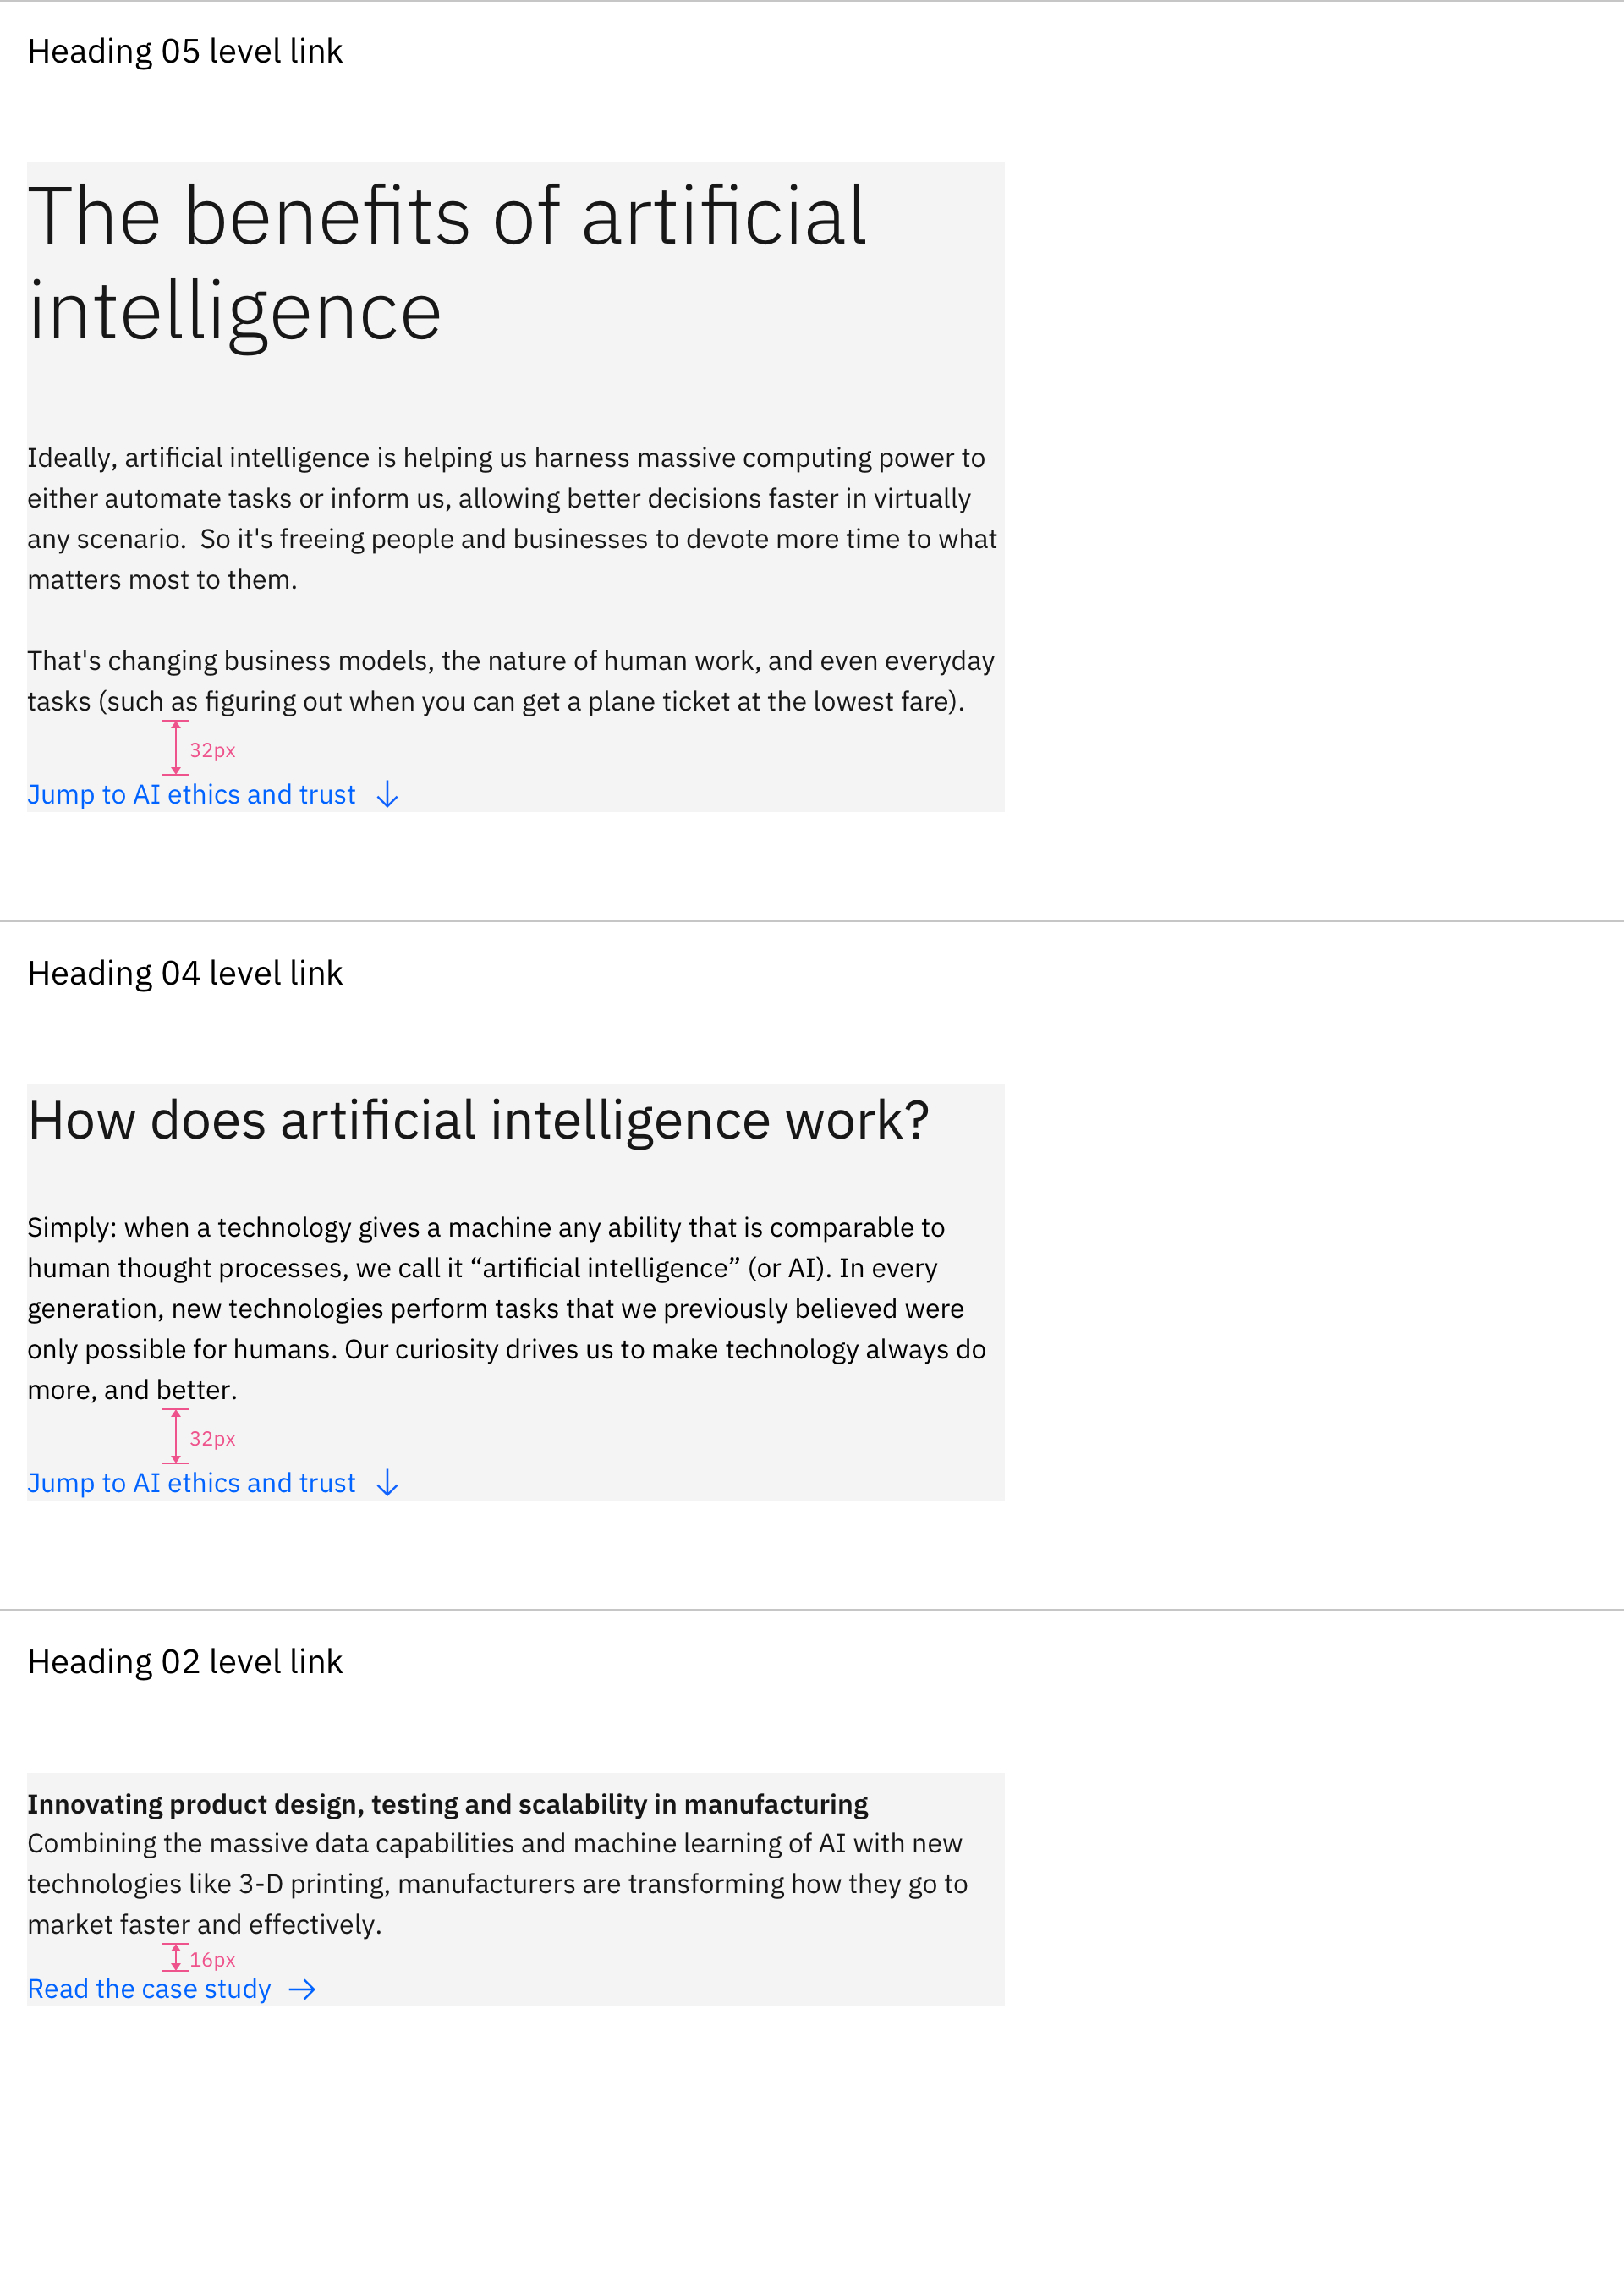 Heading 05 level link
The benefits of artificial
intelligence
Ideally, artificial intelligence is helping us harness massive computing power to
either automate tasks or inform us, allowing better decisions faster in virtually
any scenario.  So it's freeing people and businesses to devote more time to what
matters most to them.
That's changing business models, the nature of human work, and even everyday
tasks (such as figuring out when you can get a plane ticket at the lowest fare).
32px
Jump to AI ethics and trust ↓
Heading 04 level link
How does artificial intelligence work?
Simply: when a technology gives a machine any ability that is comparable to
human thought processes, we call it “artificial intelligence” (or AI). In every
generation, new technologies perform tasks that we previously believed were
only possible for humans. Our curiosity drives us to make technology always do
more, and better.
32px
Jump to AI ethics and trust ↓
Heading 02 level link
Innovating product design, testing and scalability in manufacturing
Combining the massive data capabilities and machine learning of AI with new
technologies like 3-D printing, manufacturers are transforming how they go to
market faster and effectively.
16px
Read the case study →